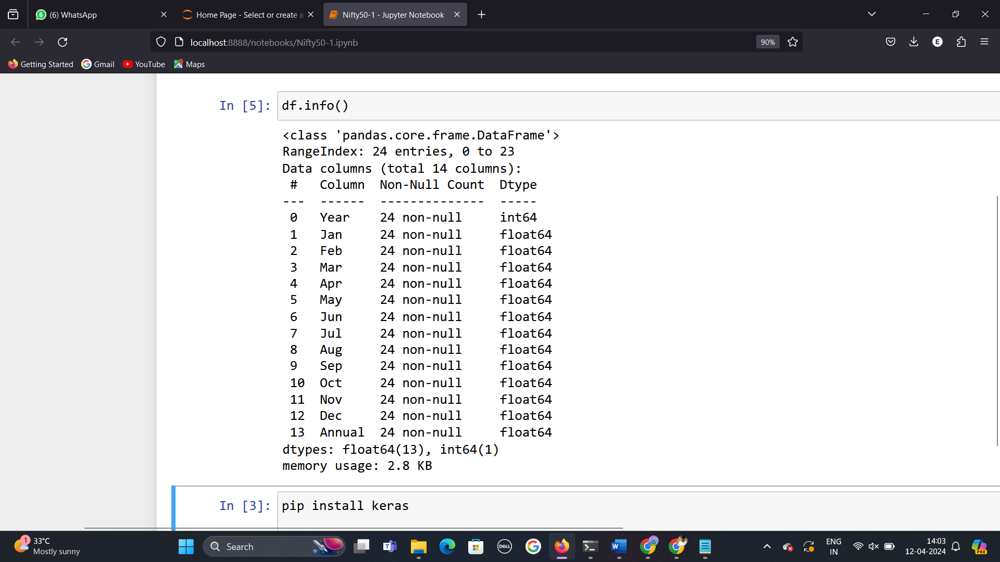 (6) WhatsApp
Home Page - Select or create a
Nifty50-1 - Jupyter Notebook
localhost:8888/notebooks/Nifty50-1.ipynb
90%
E
Getting Started
Gmail
YouTube
Maps
In [5]:
df.info()
<class 'pandas.core.frame.DataFrame'>
RangeIndex: 24 entries, 0 to 23
Data columns (total 14 columns):
# Column Non-Null Count Dtype
--- ------ -------------- -----
0 Year 24 non-null int64
1 Jan 24 non-null float64
2 Feb 24 non-null float64
3 Mar 24 non-null float64
4 Apr 24 non-null float64
5 May 24 non-null float64
6 Jun 24 non-null float64
7 Jul 24 non-null float64
8 Aug 24 non-null float64
9 Sep 24 non-null float64
10 Oct 24 non-null float64
11 Nov 24 non-null float64
12 Dec 24 non-null float64
13 Annual 24 non-null float64
dtypes: float64(13), int64(1)
memory usage: 2.8 KB
In [3]:
pip install keras
1
33°C
Mostly sunny
Search
DELL
ENG
IN
14:03
12-04-2024
PRE